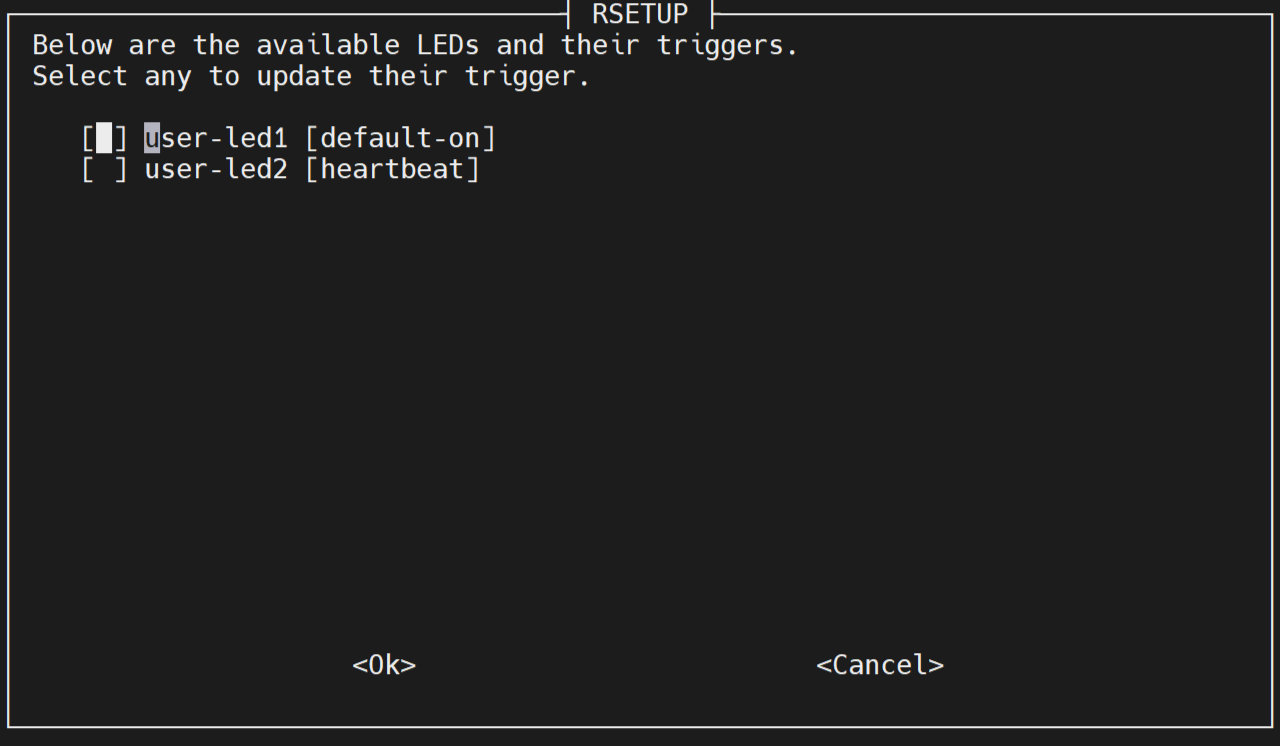 RSETUP
Below are the available LEDs and their triggers.
Select any to update their trigger.
[ ] user-led1 [default-on]
[ ] user-led2 [heartbeat]
<Ok> <Cancel>